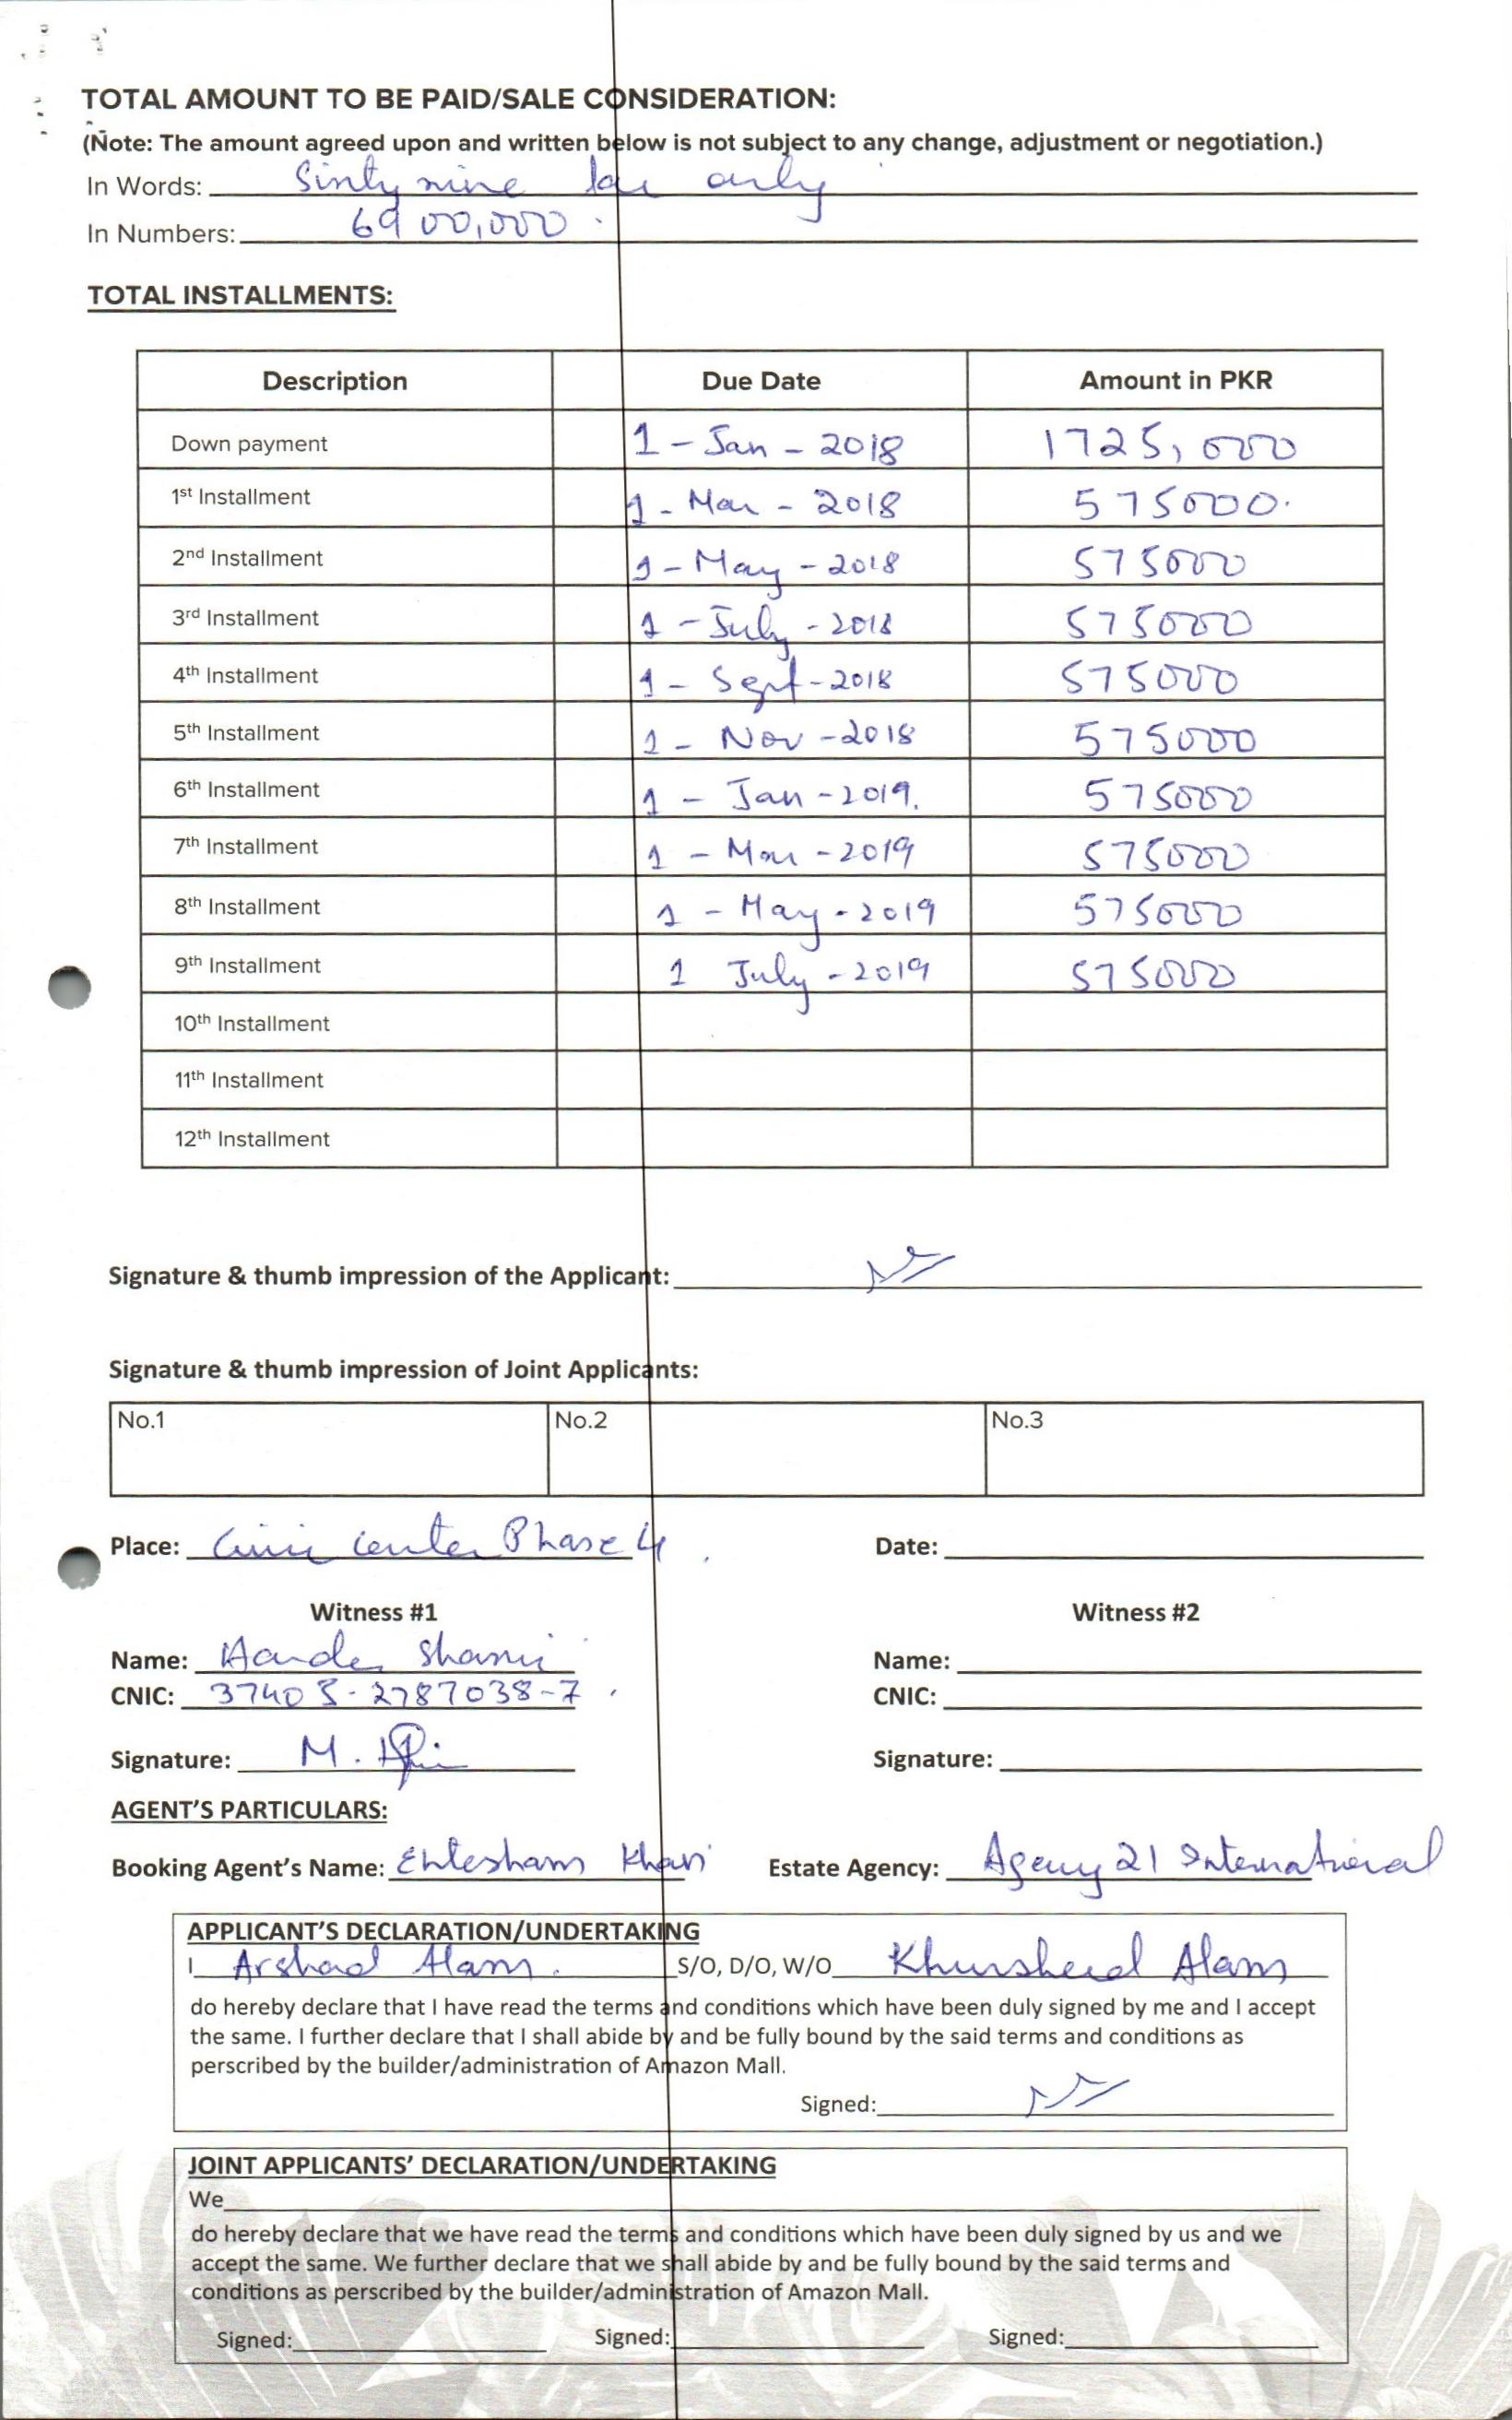 TOTAL AMOUNT TO BE PAID/SALE CONSIDERATION:
(Note: The amount agreed upon and written below is not subject to any change, adjustment or negotiation.)
In Words: Sinty nine lac only
In Numbers: 6900,000
TOTAL INSTALLMENTS:
Description Due Date Amount in PKR
Down payment 1 - Jan - 2018 1725,000
1st Installment 1 - Mar - 2018 575000.
2nd Installment 1 - May - 2018 575000
3rd Installment 1 - July - 2018 575000
4th Installment 1 - Sept - 2018 575000
5th Installment 1 - Nov - 2018 575000
6th Installment 1 - Jan - 2019. 575000
7th Installment 1 - Mar - 2019 575000
8th Installment 1 - May - 2019 575000
9th Installment 1 July - 2019 575000
10th Installment
11th Installment
12th Installment
Signature & thumb impression of the Applicant:
Signature & thumb impression of Joint Applicants:
No.1 No.2 No.3
Place: Civic Center Phase 4 Date:
Witness #1 Witness #2
Name: Shami Name:
CNIC: 37405-2787038-7 CNIC:
Signature: M. Signature:
AGENT'S PARTICULARS:
Booking Agent's Name: Ehtesham Khan Estate Agency: Agency 21 International
APPLICANT'S DECLARATION/UNDERTAKING
I Arshad Alam. S/O, D/O, W/O Khursheed Alam
do hereby declare that I have read the terms and conditions which have been duly signed by me and I accept
the same. I further declare that I shall abide by and be fully bound by the said terms and conditions as
perscribed by the builder/administration of Amazon Mall.
Signed:
JOINT APPLICANTS' DECLARATION/UNDERTAKING
We
do hereby declare that we have read the terms and conditions which have been duly signed by us and we
accept the same. We further declare that we shall abide by and be fully bound by the said terms and
conditions as perscribed by the builder/administration of Amazon Mall.
Signed: Signed: Signed: